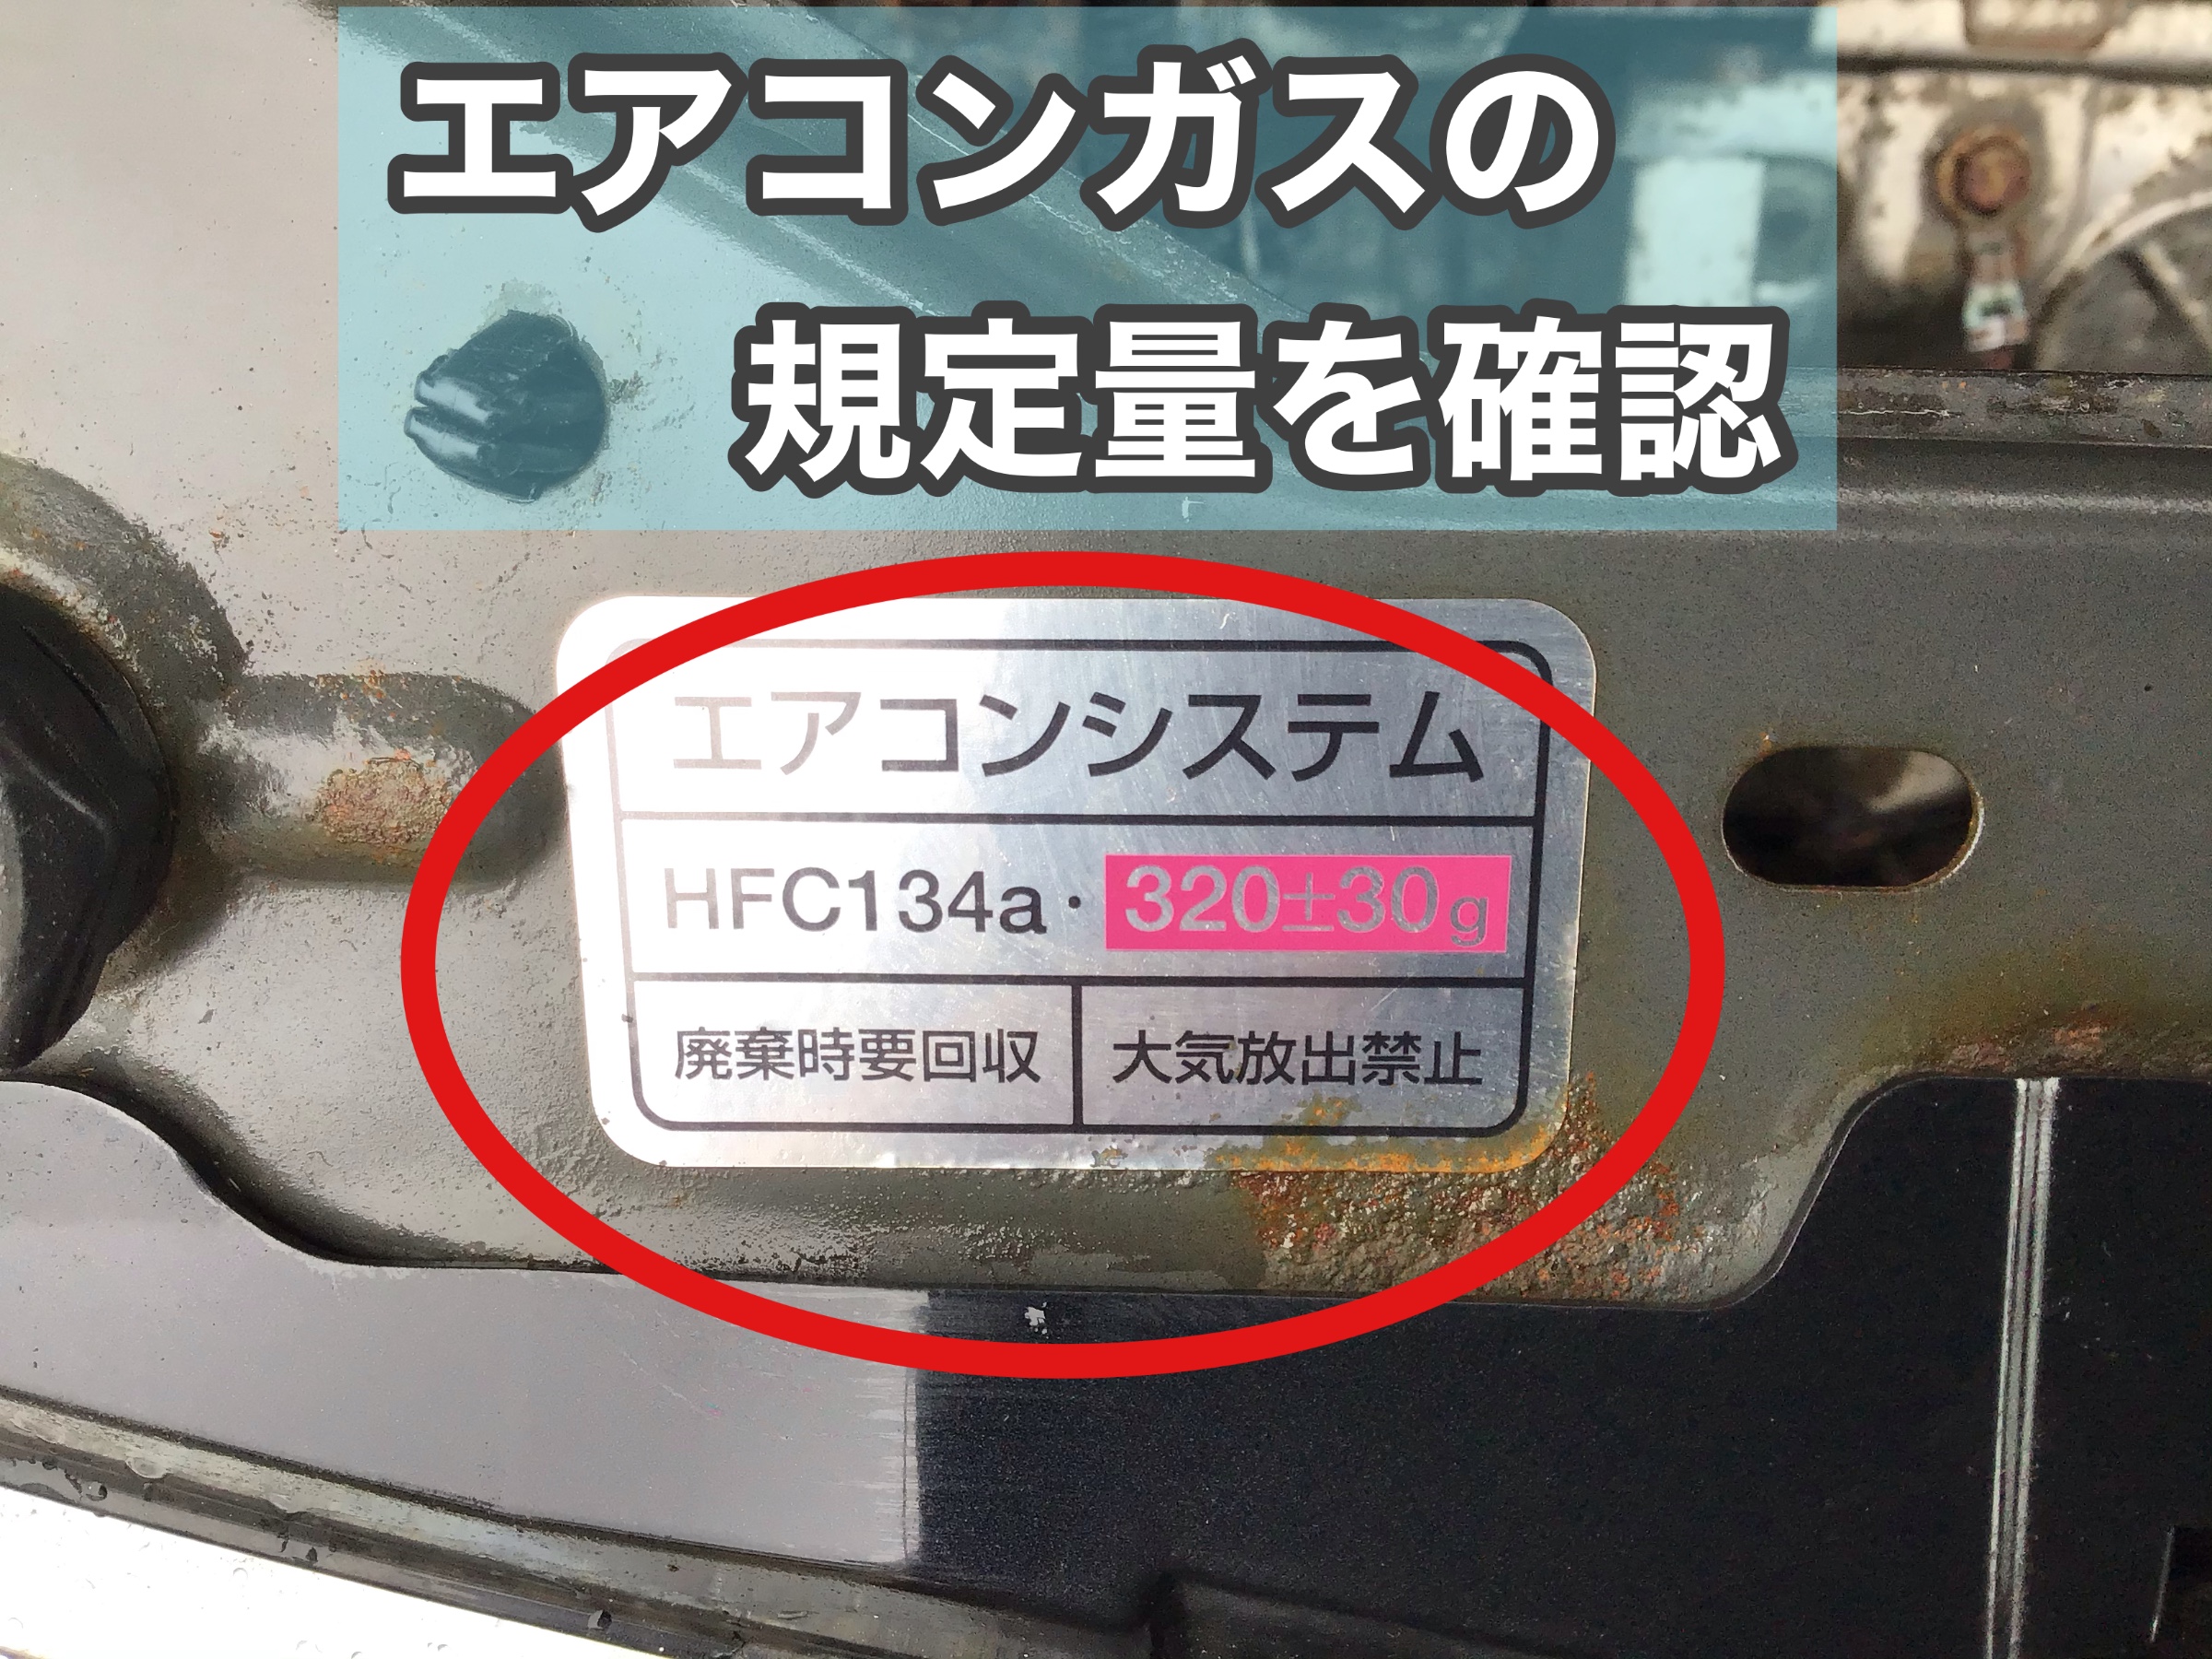 エアコンガスの
規定量を確認
エアコンシステム
HFC134a・320±30g
廃棄時要回収 大気放出禁止